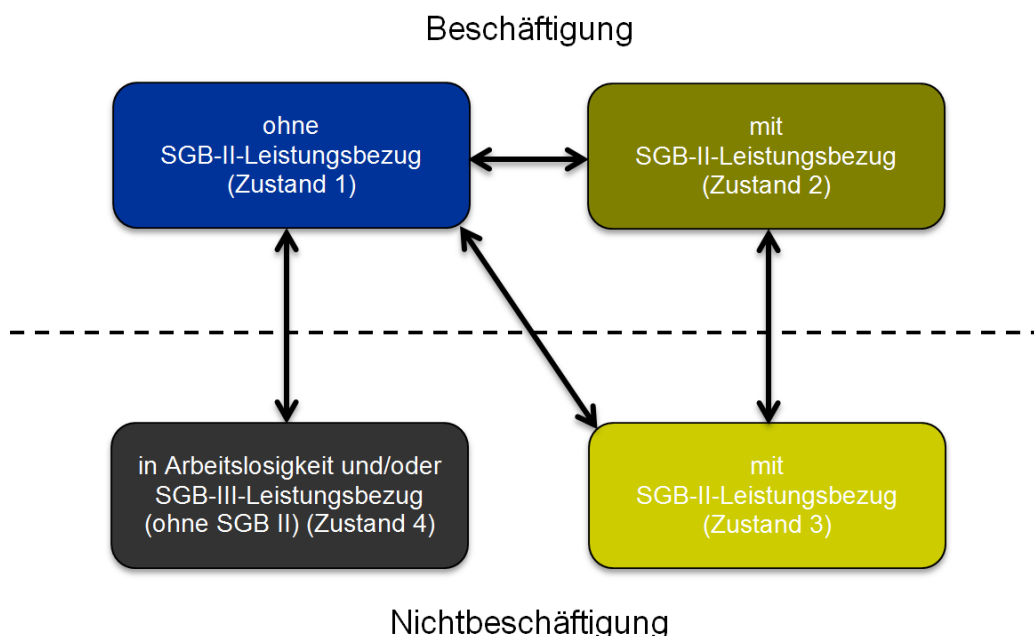 Beschäftigung
ohne
SGB-II-Leistungsbezug
(Zustand 1)
mit
SGB-II-Leistungsbezug
(Zustand 2)
in Arbeitslosigkeit und/oder
SGB-III-Leistungsbezug
(ohne SGB II) (Zustand 4)
mit
SGB-II-Leistungsbezug
(Zustand 3)
Nichtbeschäftigung